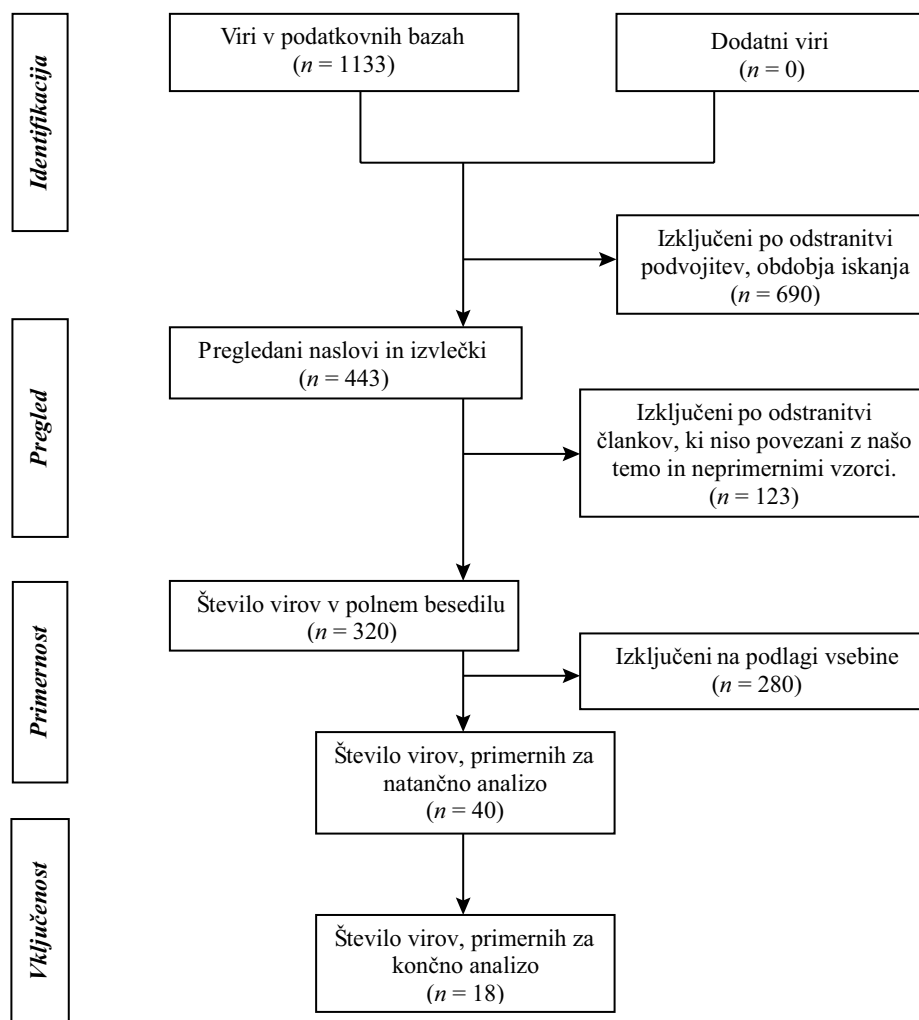 Identifikacija
Viri v podatkovnih bazah
(n = 1133)
Dodatni viri
(n = 0)
Izključeni po odstranitvi
podvojitev, obdobja iskanja
(n = 690)
Pregled
Pregledani naslovi in izvlečki
(n = 443)
Izključeni po odstranitvi
člankov, ki niso povezani z našo
temo in neprimernimi vzorci.
(n = 123)
Primernost
Število virov v polnem besedilu
(n = 320)
Izključeni na podlagi vsebine
(n = 280)
Število virov, primernih za
natančno analizo
(n = 40)
Vključenost
Število virov, primernih za
končno analizo
(n = 18)